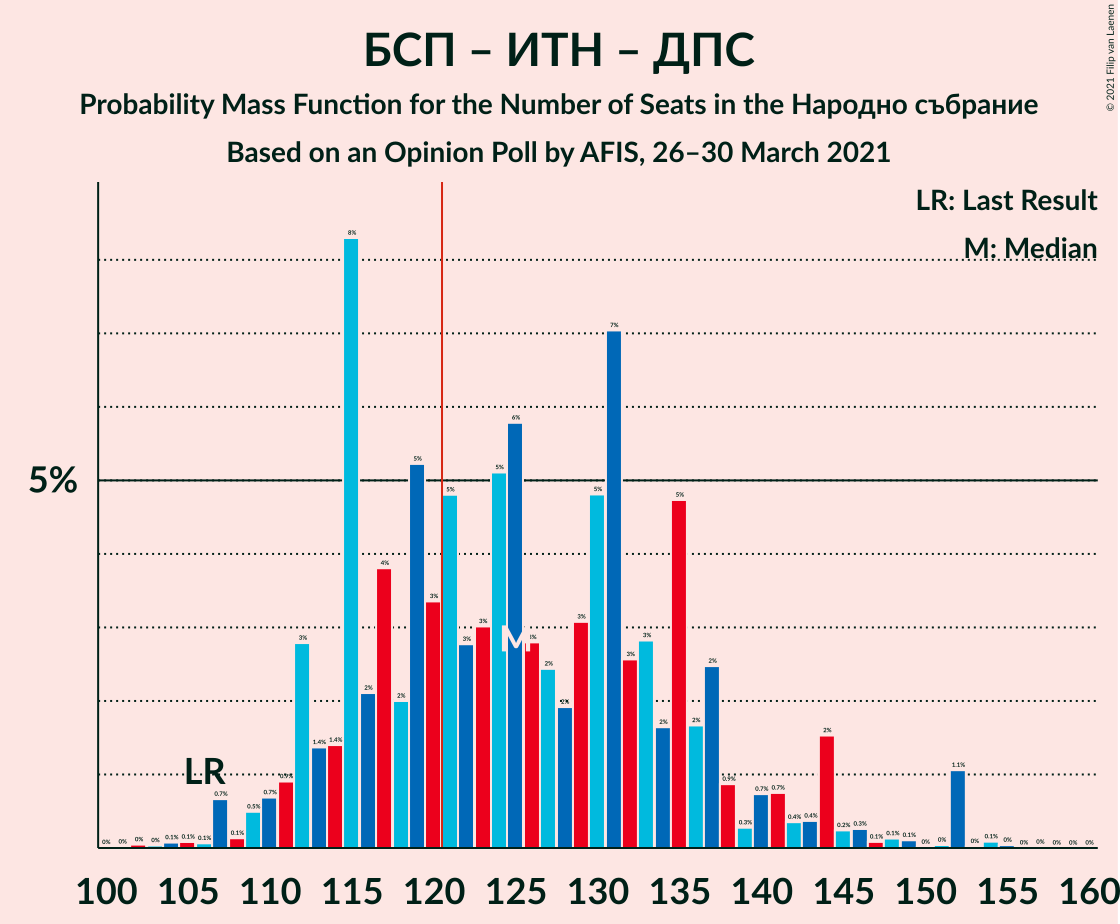 БСП – ИТН – ДПС
Probability Mass Function for the Number of Seats in the Народно събрание
Based on an Opinion Poll by AFIS, 26–30 March 2021
© 2021 Filip van Laenen
LR: Last Result
M: Median
5%
LR
M
0% 0% 0% 0% 0.1% 0.1% 0.1% 0.7% 0.1% 0.5% 0.7% 0.9% 3% 1.4% 1.4% 8% 2% 4% 2% 5% 3% 5% 3% 3% 5% 6% 3% 2% 2% 3% 5% 7% 3% 3% 2% 5% 2% 2% 0.9% 0.3% 0.7% 0.7% 0.4% 0.4% 2% 0.2% 0.3% 0.1% 0.1% 0.1% 0% 0% 1.1% 0% 0.1% 0% 0% 0% 0% 0% 0%
100 105 110 115 120 125 130 135 140 145 150 155 160